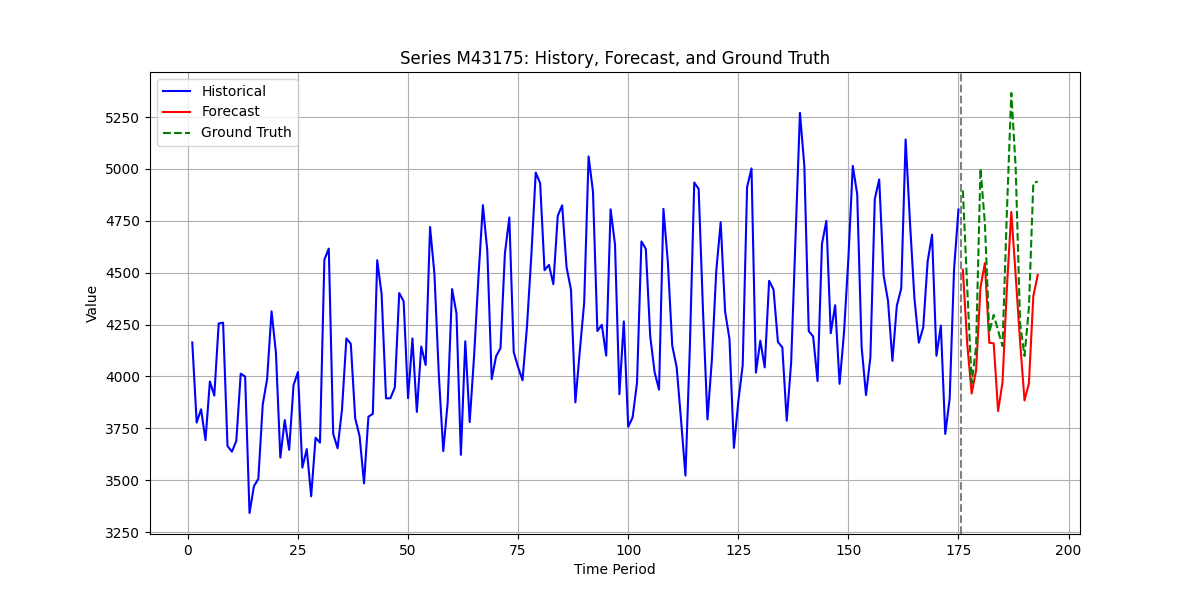 Series M43175: History, Forecast, and Ground Truth
Historical
Forecast
Ground Truth
Value
5250
5000
4750
4500
4250
4000
3750
3500
3250
0 25 50 75 100 125 150 175 200
Time Period